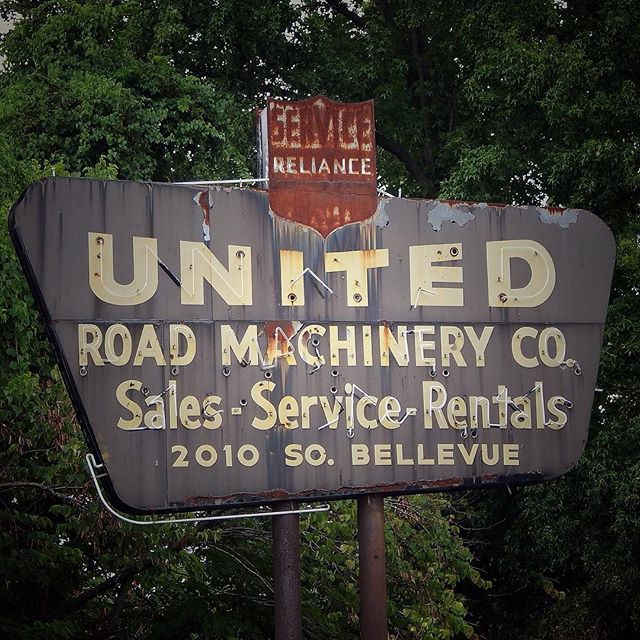 SERVICE
RELIANCE
UNITED
ROAD MACHINERY CO.
Sales-Service-Rentals
2010 SO. BELLEVUE